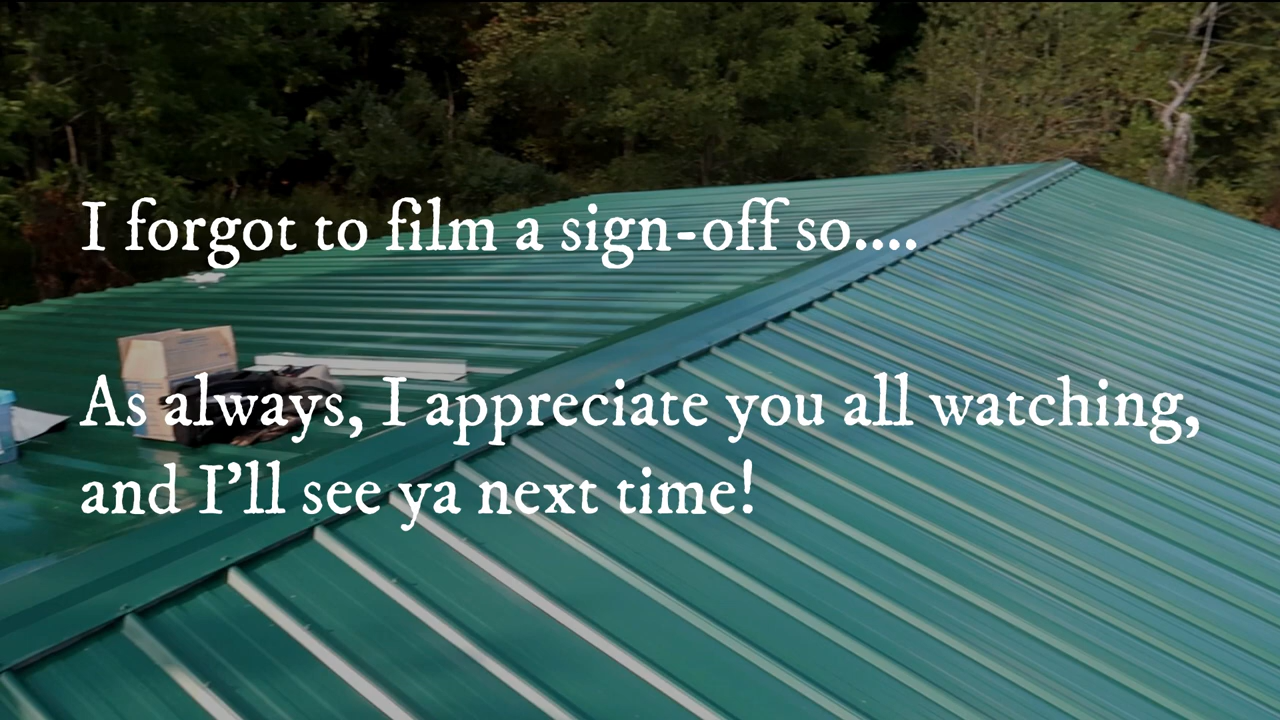 I forgot to film a sign-off so....
As always, I appreciate you all watching,
and I'll see ya next time!